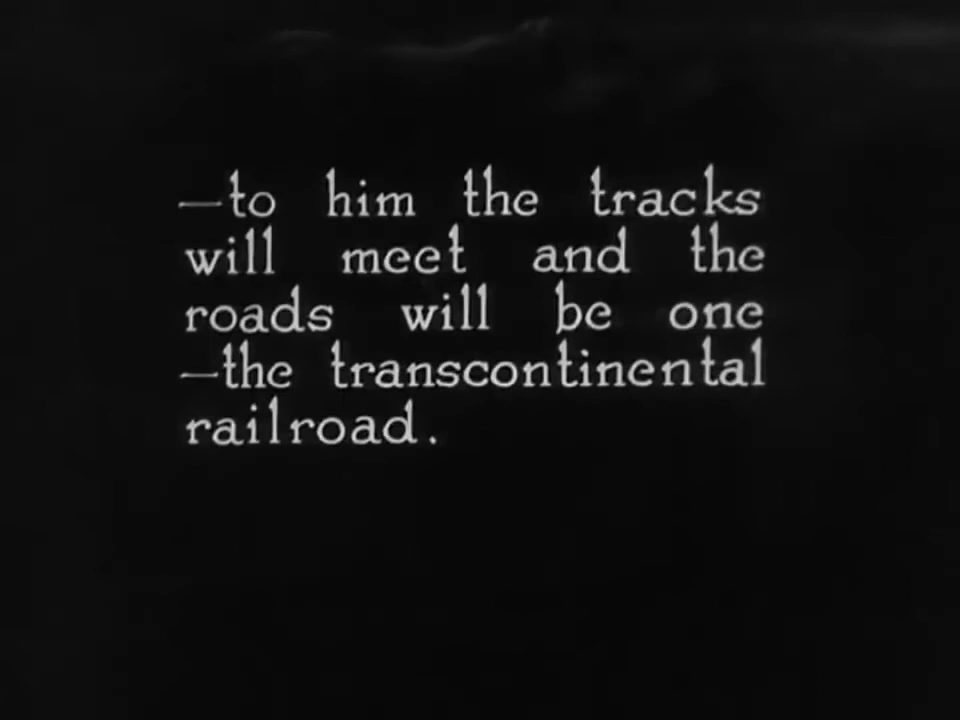 —to him the tracks
will meet and the
roads will be one
—the transcontinental
railroad.